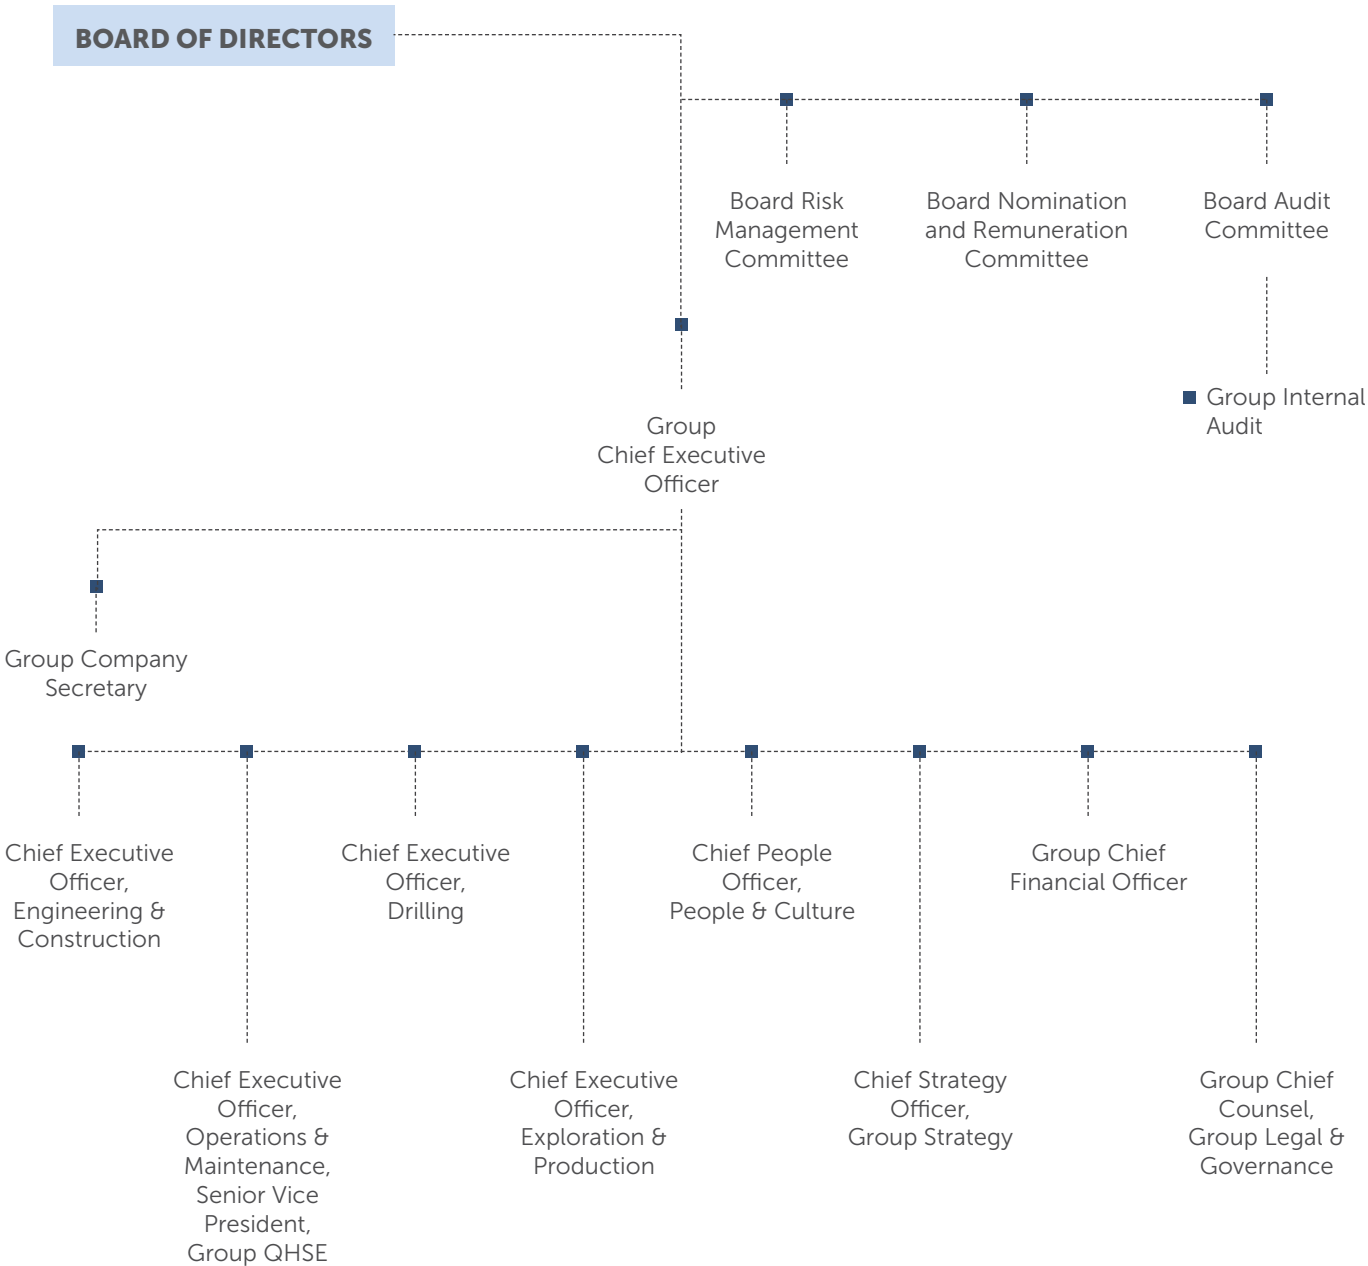 BOARD OF DIRECTORS
Board Risk
Management
Committee
Board Nomination
and Remuneration
Committee
Board Audit
Committee
Group Internal
Audit
Group
Chief Executive
Officer
Group Company
Secretary
Chief Executive
Officer,
Engineering &
Construction
Chief Executive
Officer,
Drilling
Chief People
Officer,
People & Culture
Group Chief
Financial Officer
Chief Executive
Officer,
Operations &
Maintenance,
Senior Vice
President,
Group QHSE
Chief Executive
Officer,
Exploration &
Production
Chief Strategy
Officer,
Group Strategy
Group Chief
Counsel,
Group Legal &
Governance